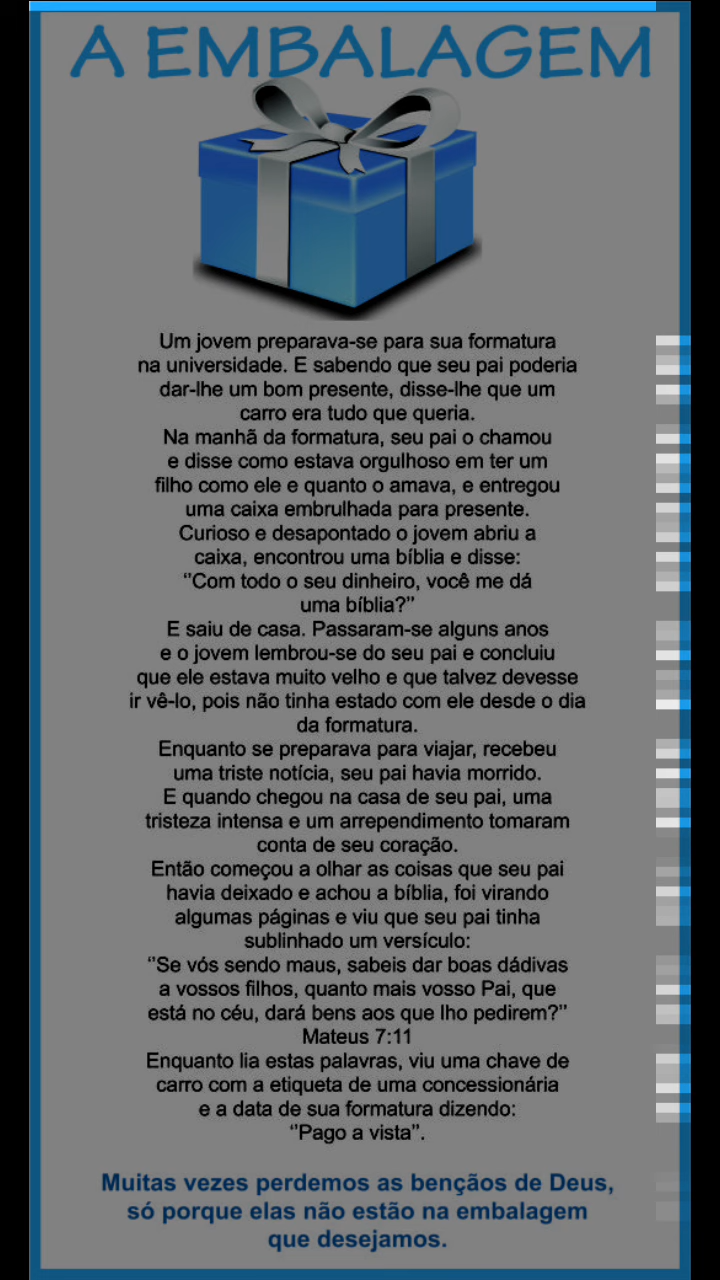 A EMBALAGEM
Um jovem preparava-se para sua formatura
na universidade. E sabendo que seu pai poderia
dar-lhe um bom presente, disse-lhe que um
carro era tudo que queria.
Na manhã da formatura, seu pai o chamou
e disse como estava orgulhoso em ter um
filho como ele e quanto o amava, e entregou
uma caixa embrulhada para presente.
Curioso e desapontado o jovem abriu a
caixa, encontrou uma bíblia e disse:
‘‘Com todo o seu dinheiro, você me dá
uma bíblia?’’
E saiu de casa. Passaram-se alguns anos
e o jovem lembrou-se do seu pai e concluiu
que ele estava muito velho e que talvez devesse
ir vê-lo, pois não tinha estado com ele desde o dia
da formatura.
Enquanto se preparava para viajar, recebeu
uma triste notícia, seu pai havia morrido.
E quando chegou na casa de seu pai, uma
tristeza intensa e um arrependimento tomaram
conta de seu coração.
Então começou a olhar as coisas que seu pai
havia deixado e achou a bíblia, foi virando
algumas páginas e viu que seu pai tinha
sublinhado um versículo:
‘‘Se vós sendo maus, sabeis dar boas dádivas
a vossos filhos, quanto mais vosso Pai, que
está no céu, dará bens aos que lho pedirem?’’
Mateus 7:11
Enquanto lia estas palavras, viu uma chave de
carro com a etiqueta de uma concessionária
e a data de sua formatura dizendo:
‘‘Pago a vista’’.
Muitas vezes perdemos as bençãos de Deus,
só porque elas não estão na embalagem
que desejamos.